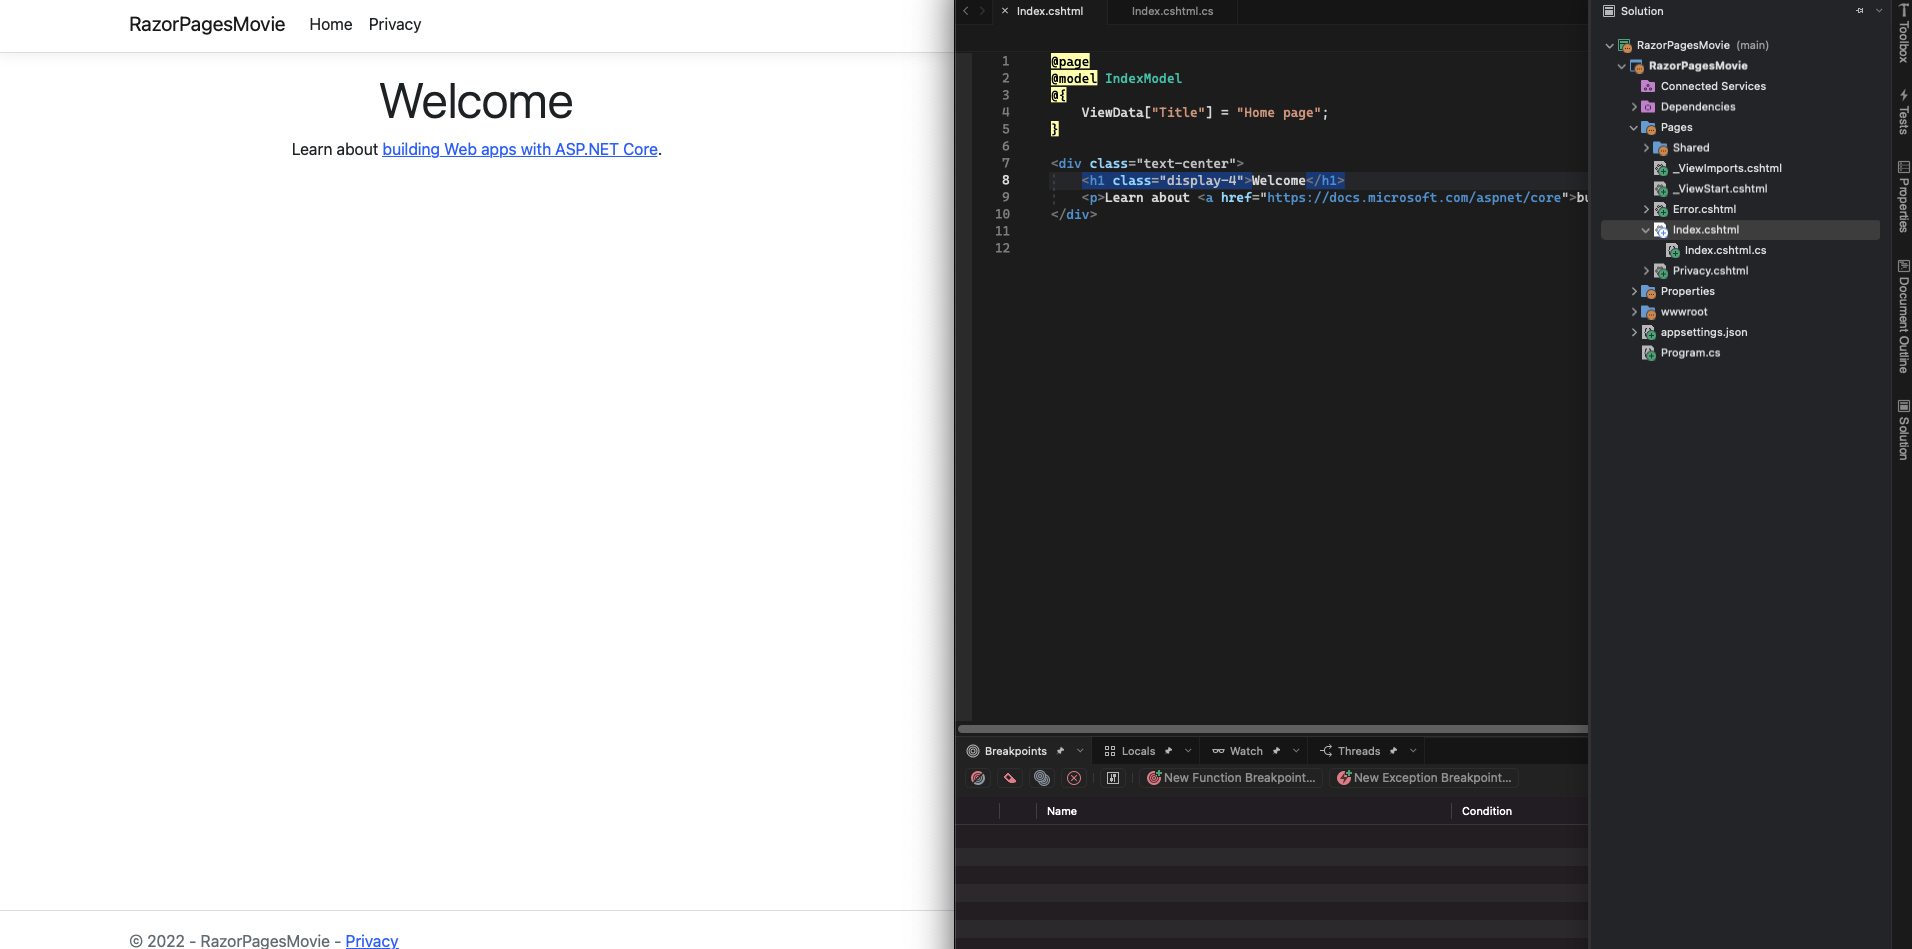 RazorPagesMovie Home Privacy
Welcome
Learn about building Web apps with ASP.NET Core.
© 2022 - RazorPagesMovie - Privacy
Index.cshtml Index.cshtml.cs
1 @page
2 @model IndexModel
3 @{
4 ViewData["Title"] = "Home page";
5 }
6
7 <div class="text-center">
8 <h1 class="display-4">Welcome</h1>
9 <p>Learn about <a href="https://docs.microsoft.com/aspnet/core">bu
10 </div>
11
12
Breakpoints Locals Watch Threads
New Function Breakpoint... New Exception Breakpoint...
Name Condition
Solution
RazorPagesMovie (main)
RazorPagesMovie
Connected Services
Dependencies
Pages
Shared
_ViewImports.cshtml
_ViewStart.cshtml
Error.cshtml
Index.cshtml
Index.cshtml.cs
Privacy.cshtml
Properties
wwwroot
appsettings.json
Program.cs
Toolbox
Tests
Properties
Document Outline
Solution